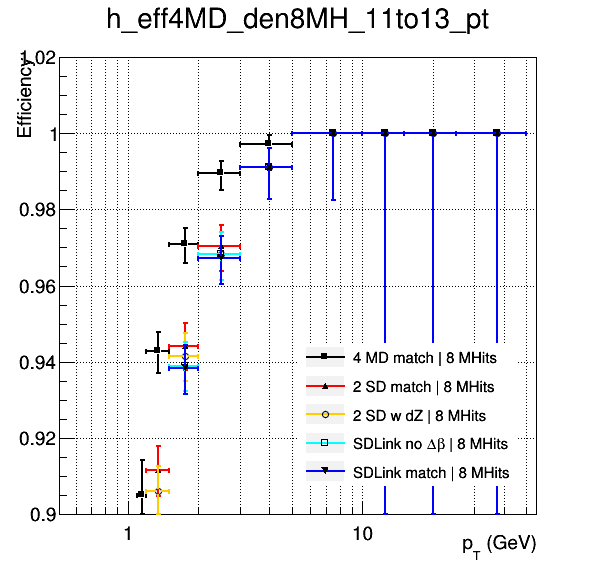 h_eff4MD_den8MH_11to13_pt
Efficiency
1.02
1
0.98
0.96
0.94
0.92
0.9
4 MD match | 8 MHits
2 SD match | 8 MHits
2 SD w dZ | 8 MHits
SDLink no Δβ | 8 MHits
SDLink match | 8 MHits
1
10
p_T (GeV)